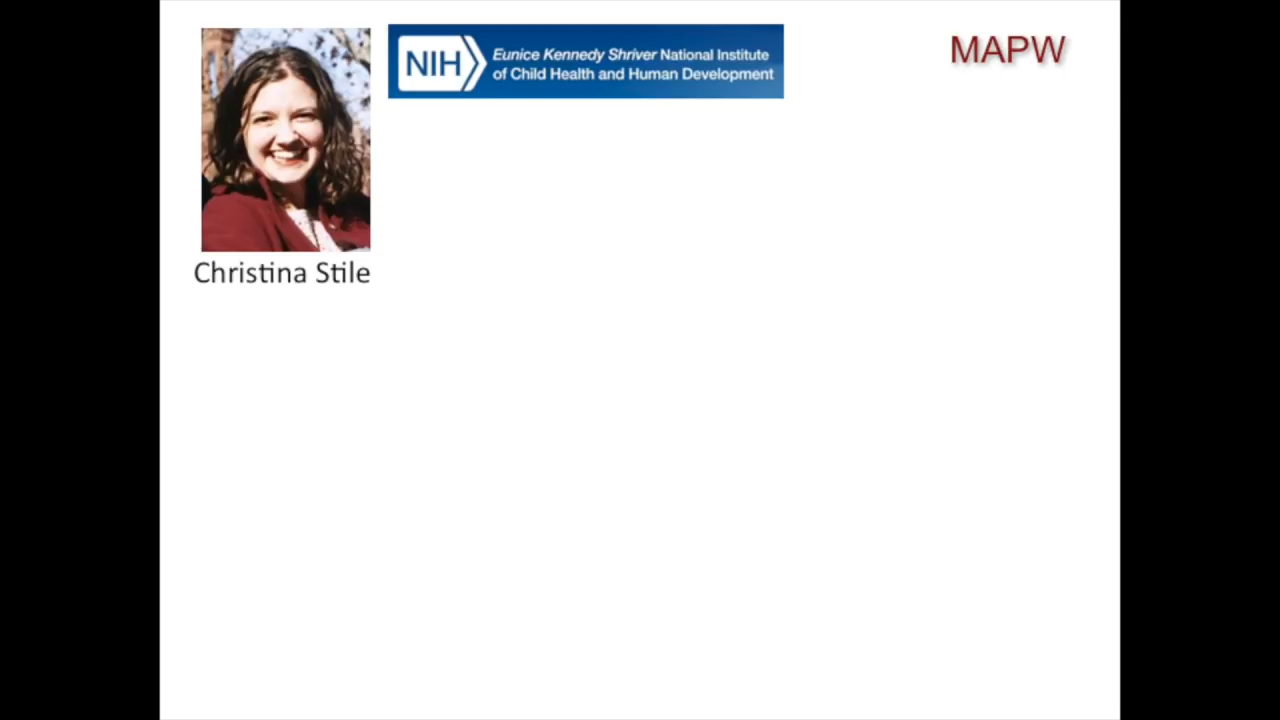 NIH
Eunice Kennedy Shriver National Institute
of Child Health and Human Development
MAPW
Christina Stile